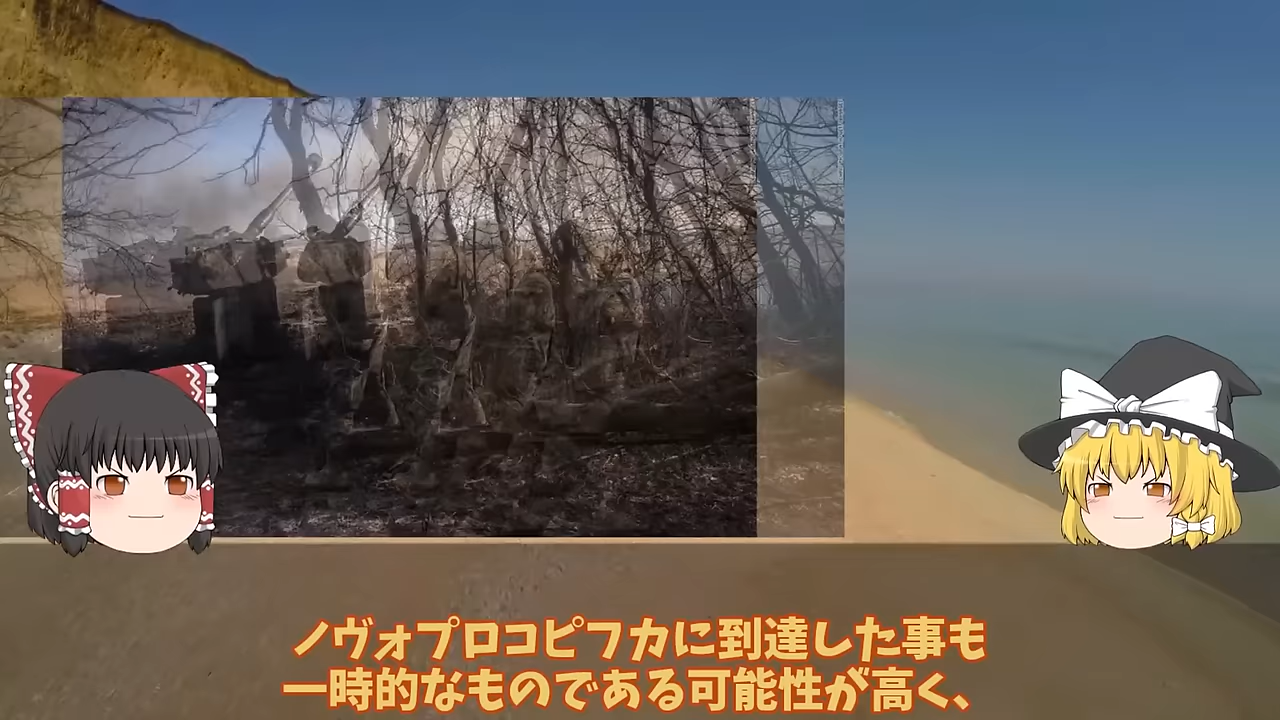 ノヴォプロコピフカに到達した事も
一時的なものである可能性が高く、